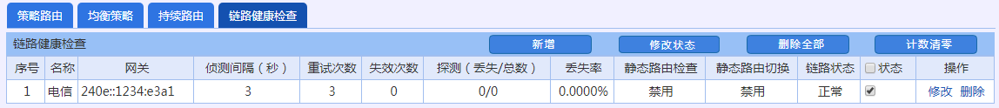 策略路由 均衡策略 持续路由 链路健康检查
链路健康检查 新增 修改状态 删除全部 计数清零
序号 名称 网关 侦测间隔（秒） 重试次数 失效次数 探测（丢失/总数） 丢失率 静态路由检查 静态路由切换 链路状态 状态 操作
1 电信 240e::1234:e3a1 3 3 0 0/0 0.0000% 禁用 禁用 正常 修改 删除